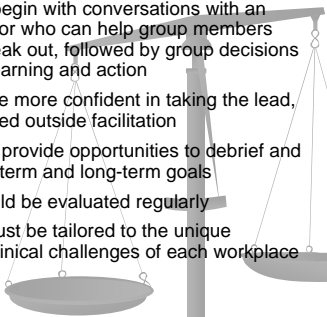 begin with conversations with an
or who can help group members
eak out, followed by group decisions
arning and action
e more confident in taking the lead,
ed outside facilitation
provide opportunities to debrief and
term and long-term goals
ld be evaluated regularly
ust be tailored to the unique
linical challenges of each workplace